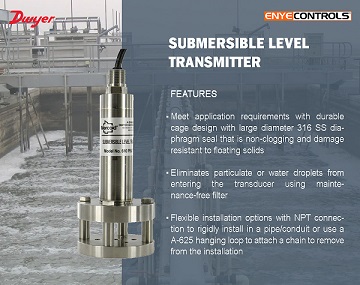 Dwyer
ENYECONTROLS
SUBMERSIBLE LEVEL
TRANSMITTER
FEATURES
• Meet application requirements with durable
cage design with large diameter 316 SS dia-
phragm seal that is non-clogging and damage
resistant to floating solids
• Eliminates particulate or water droplets from
entering the transducer using mainte-
nance-free filter
• Flexible installation options with NPT connec-
tion to rigidly install in a pipe/conduit or use a
A-625 hanging loop to attach a chain to remove
from the installation
SUBMERSIBLE LEVEL
Model No.